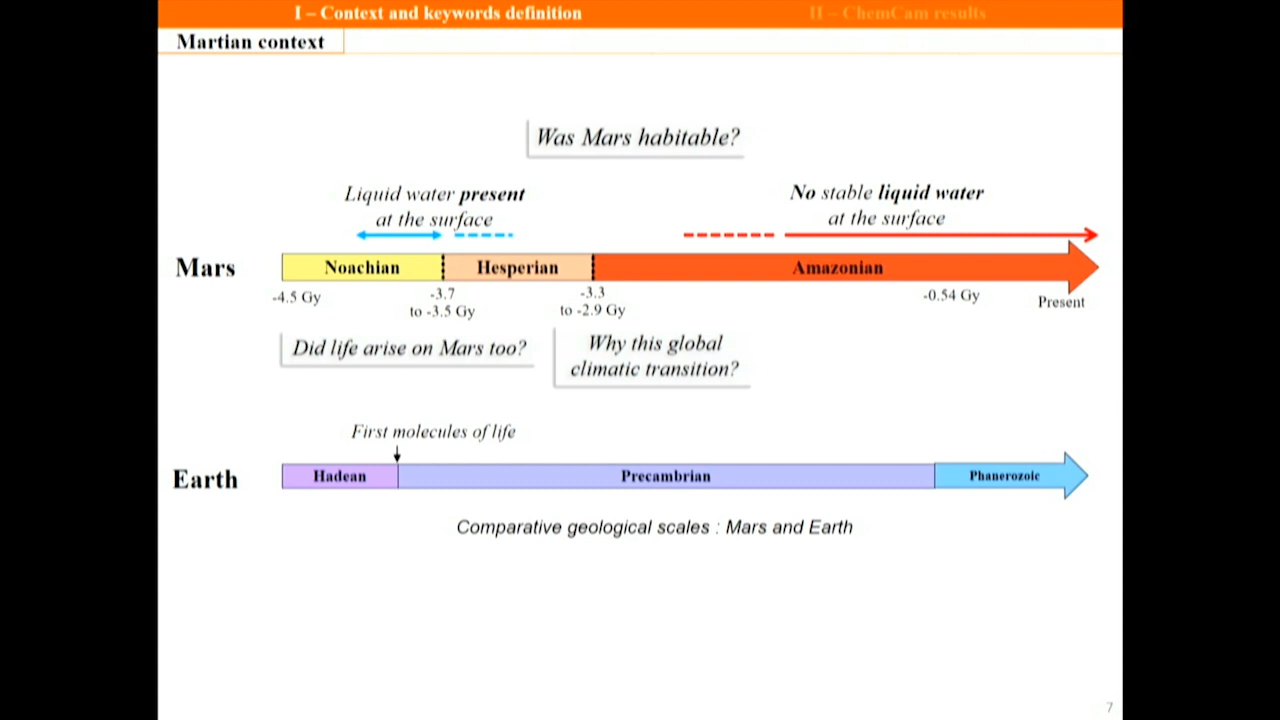 I – Context and keywords definition
II – ChemCam results
Martian context
Was Mars habitable?
Liquid water present
at the surface
No stable liquid water
at the surface
Mars
Noachian
Hesperian
Amazonian
-4.5 Gy
-3.7
to -3.5 Gy
-3.3
to -2.9 Gy
-0.54 Gy
Present
Did life arise on Mars too?
Why this global
climatic transition?
First molecules of life
Earth
Hadean
Precambrian
Phanerozoic
Comparative geological scales : Mars and Earth
7